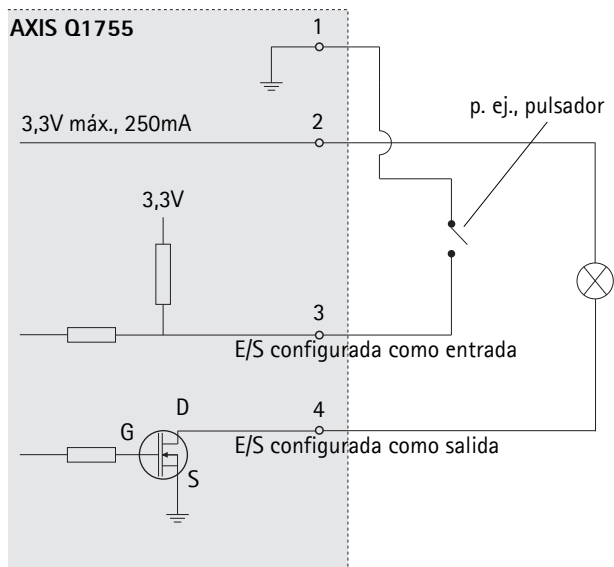 AXIS Q1755
1
3,3V máx., 250mA
2
p. ej., pulsador
3,3V
3
E/S configurada como entrada
D
4
G
E/S configurada como salida
S